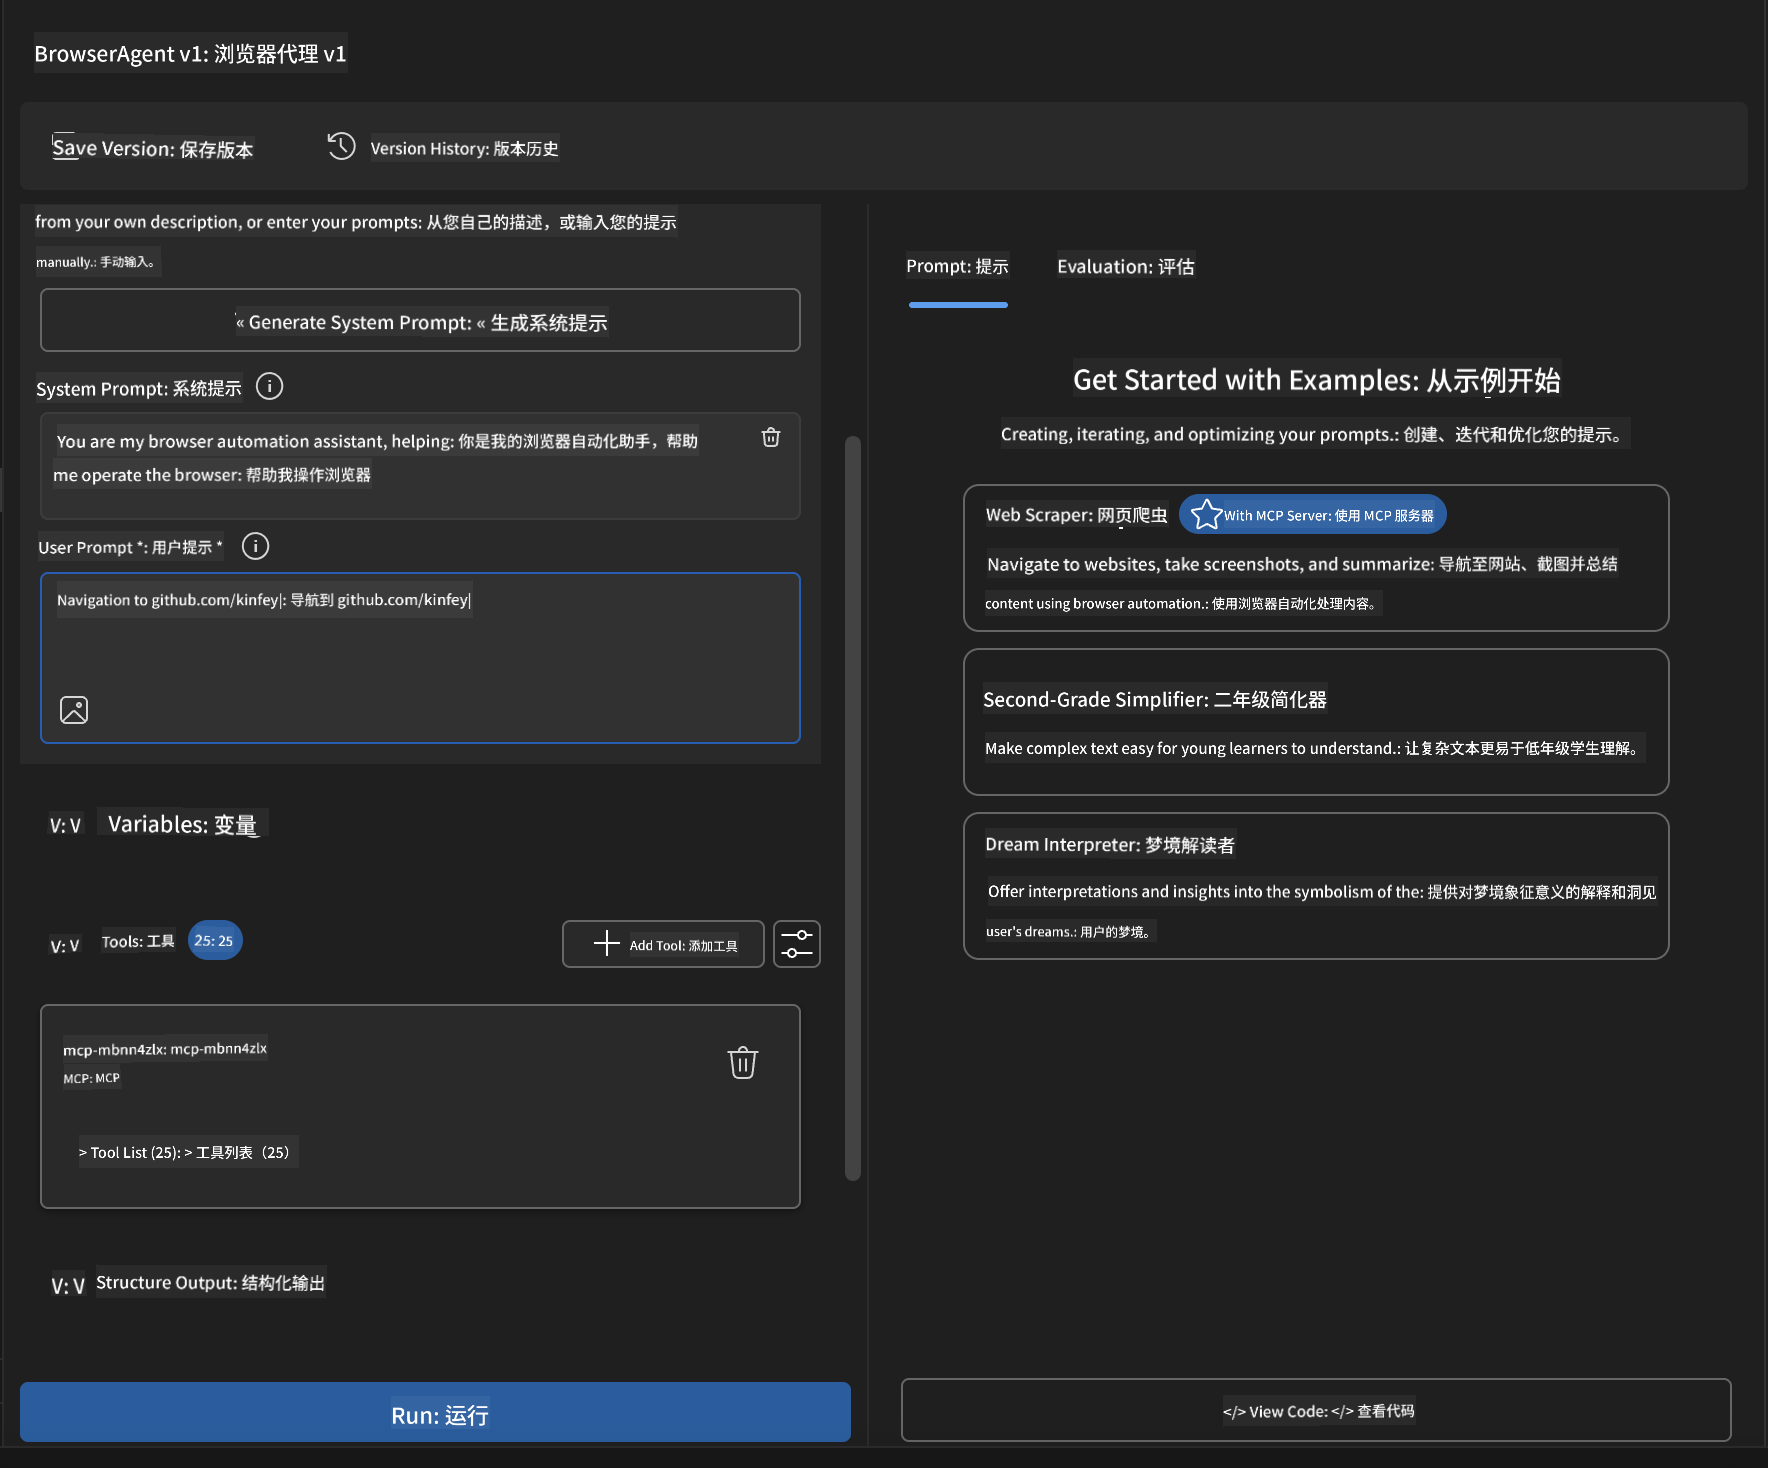 BrowserAgent v1: 浏览器代理 v1
Save Version: 保存版本
Version History: 版本历史
from your own description, or enter your prompts: 从您自己的描述，或输入您的提示
manually.: 手动输入。
« Generate System Prompt: « 生成系统提示
System Prompt: 系统提示
You are my browser automation assistant, helping: 你是我的浏览器自动化助手，帮助
me operate the browser: 帮助我操作浏览器
User Prompt *: 用户提示 *
Navigation to github.com/kinfey|: 导航到 github.com/kinfey|
V: V
Variables: 变量
V: V
Tools: 工具
25: 25
Add Tool: 添加工具
mcp-mbnn4zlx: mcp-mbnn4zlx
MCP: MCP
> Tool List (25): > 工具列表（25）
V: V
Structure Output: 结构化输出
Run: 运行
Prompt: 提示
Evaluation: 评估
Get Started with Examples: 从示例开始
Creating, iterating, and optimizing your prompts.: 创建、迭代和优化您的提示。
Web Scraper: 网页爬虫
With MCP Server: 使用 MCP 服务器
Navigate to websites, take screenshots, and summarize: 导航至网站、截图并总结
content using browser automation.: 使用浏览器自动化处理内容。
Second-Grade Simplifier: 二年级简化器
Make complex text easy for young learners to understand.: 让复杂文本更易于低年级学生理解。
Dream Interpreter: 梦境解读者
Offer interpretations and insights into the symbolism of the: 提供对梦境象征意义的解释和洞见
user's dreams.: 用户的梦境。
</> View Code: </> 查看代码